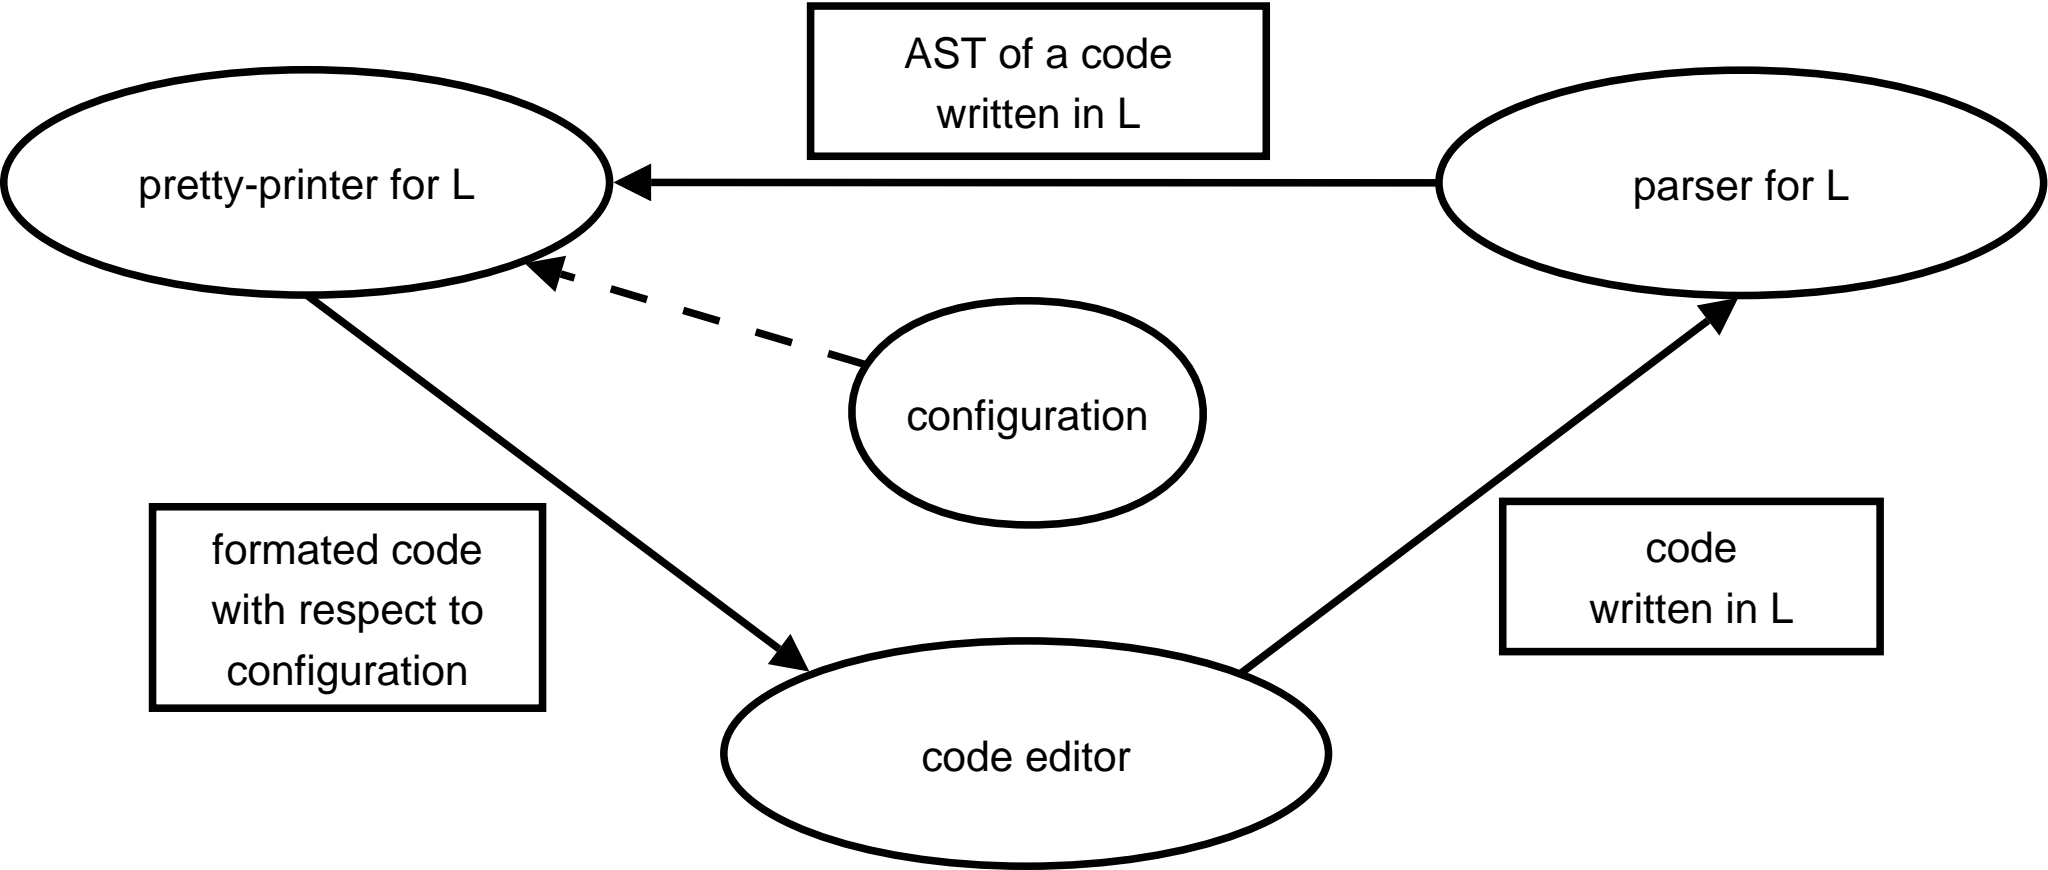 AST of a code
written in L
pretty-printer for L
parser for L
configuration
formated code
with respect to
configuration
code
written in L
code editor